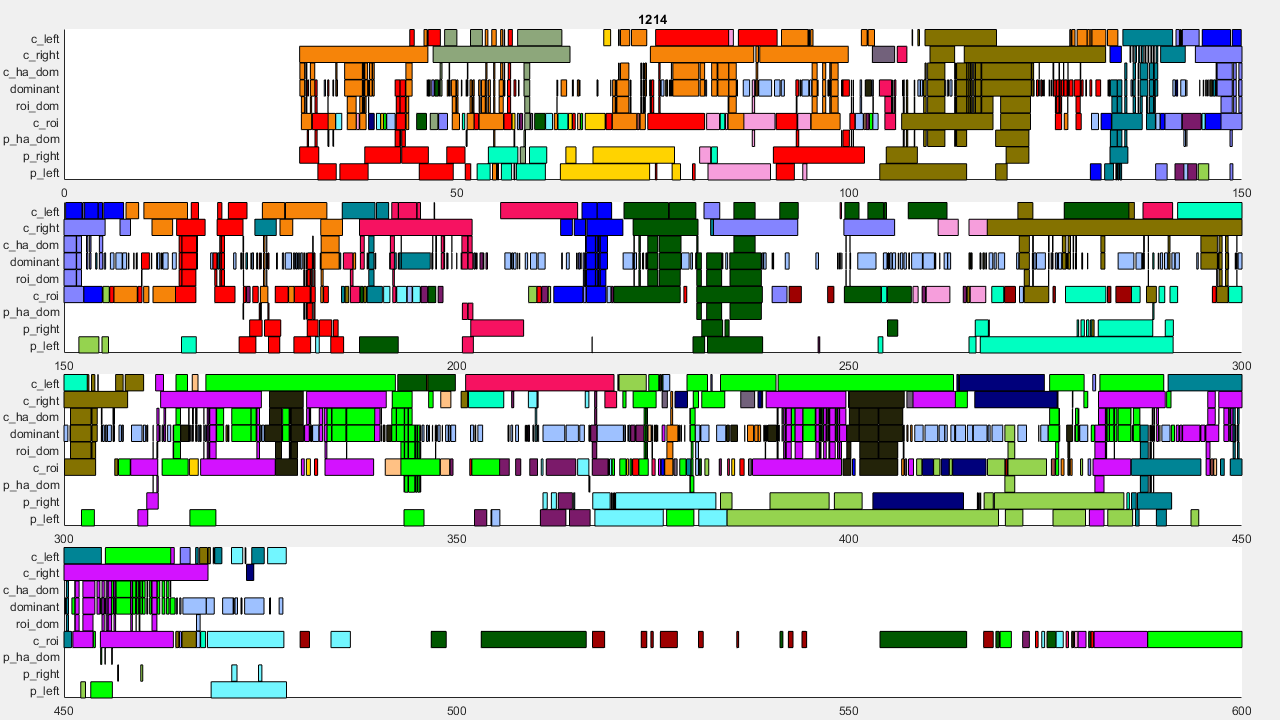 1214
c_left
c_right
c_ha_dom
dominant
roi_dom
c_roi
p_ha_dom
p_right
p_left
0 50 100 150
c_left
c_right
c_ha_dom
dominant
roi_dom
c_roi
p_ha_dom
p_right
p_left
150 200 250 300
c_left
c_right
c_ha_dom
dominant
roi_dom
c_roi
p_ha_dom
p_right
p_left
300 350 400 450
c_left
c_right
c_ha_dom
dominant
roi_dom
c_roi
p_ha_dom
p_right
p_left
450 500 550 600